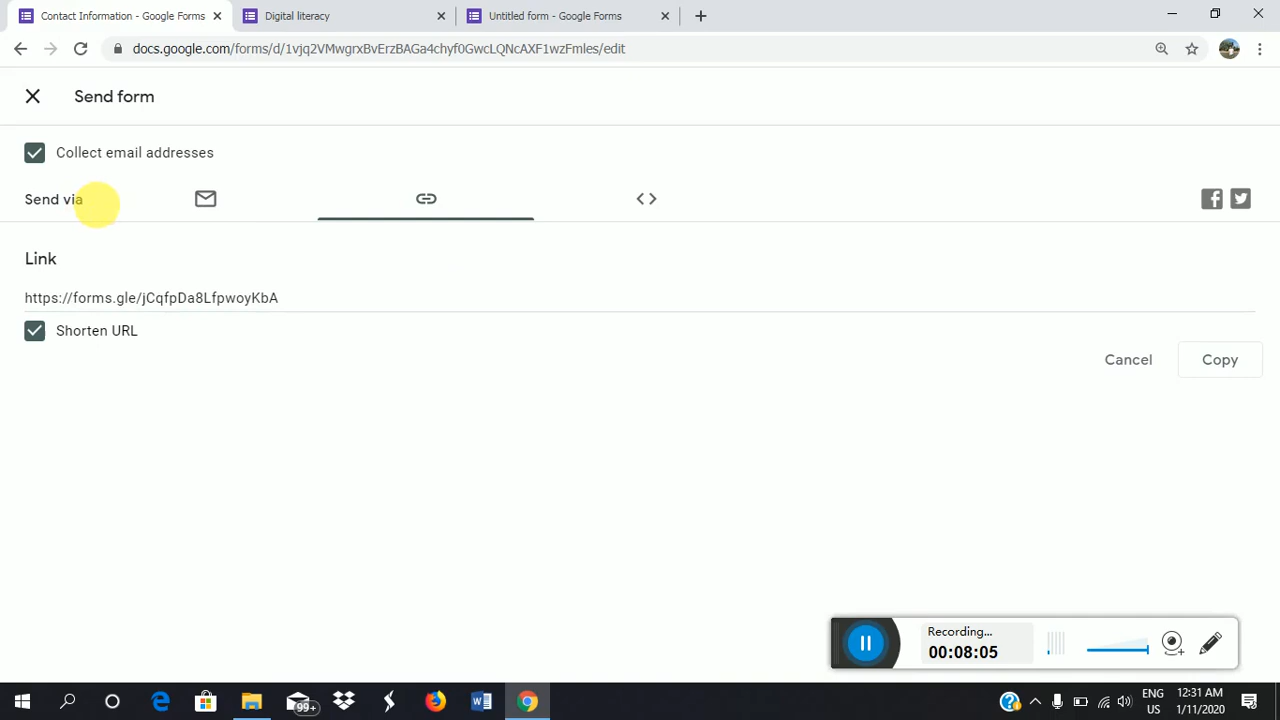 Contact Information - Google Forms
Digital literacy
Untitled form - Google Forms
docs.google.com/forms/d/1vjq2VMwgrxBvErzBAGa4chyf0GwcLQNcAXF1wzFmles/edit
Send form
Collect email addresses
Send via
Link
https://forms.gle/jCqfpDa8LfpwoyKbA
Shorten URL
Cancel
Copy
Recording...
00:08:05
99+
ENG
US
12:31 AM
1/11/2020